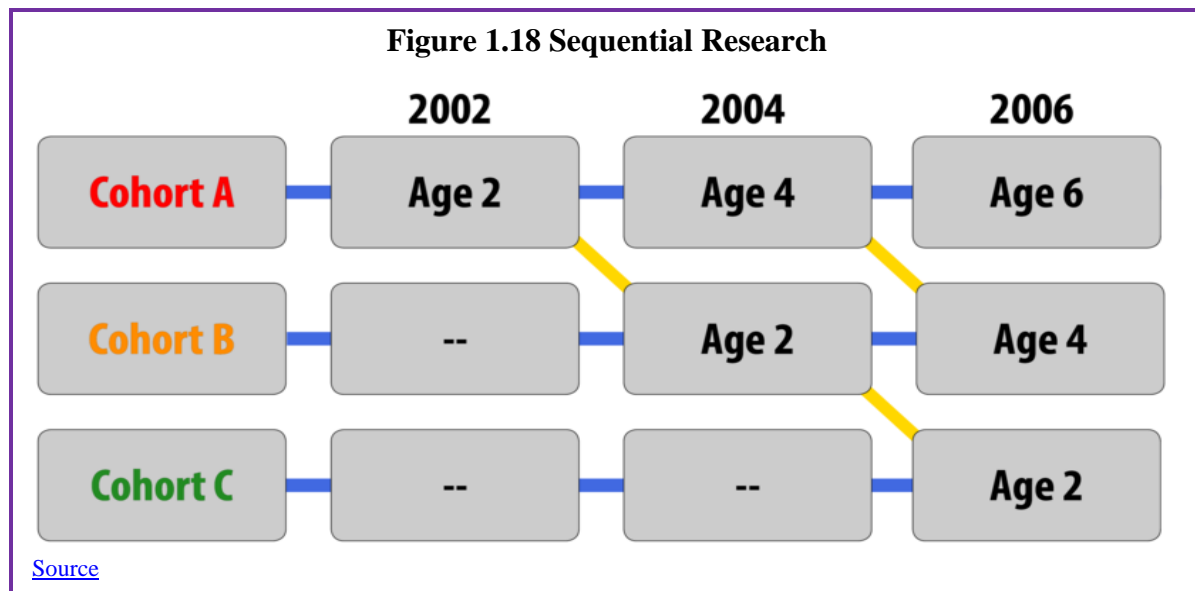 Figure 1.18 Sequential Research
2002 2004 2006
Cohort A Age 2 Age 4 Age 6
Cohort B -- Age 2 Age 4
Cohort C -- -- Age 2
Source